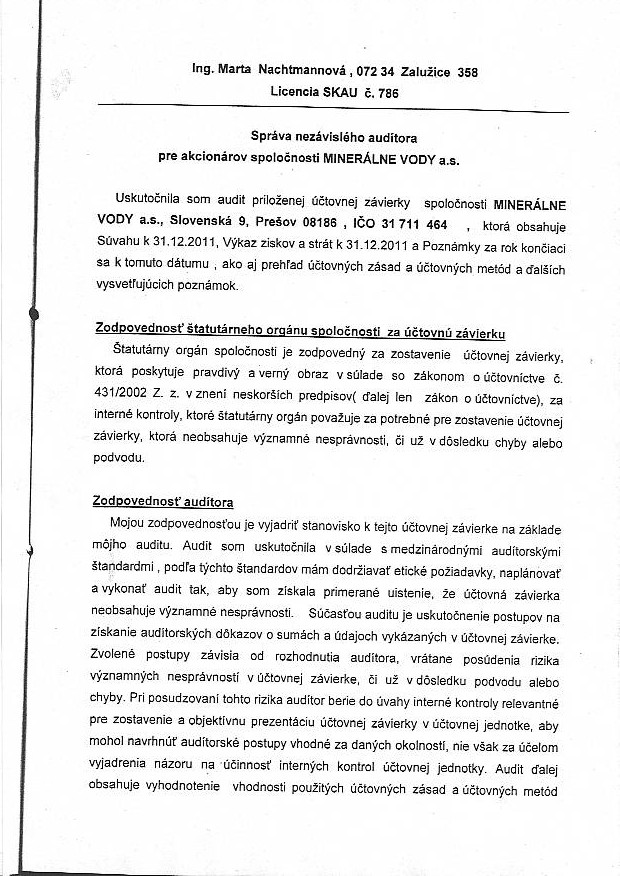 Ing. Marta Nachtmannová , 072 34 Zalužice 358
Licencia SKAU č. 786
Správa nezávislého audítora
pre akcionárov spoločnosti MINERÁLNE VODY a.s.
Uskutočnila som audit priloženej účtovnej závierky spoločnosti MINERÁLNE
VODY a.s., Slovenská 9, Prešov 08186 , IČO 31 711 464 , ktorá obsahuje
Súvahu k 31.12.2011, Výkaz ziskov a strát k 31.12.2011 a Poznámky za rok končiaci
sa k tomuto dátumu , ako aj prehľad účtovných zásad a účtovných metód a ďalších
vysvetľujúcich poznámok.
Zodpovednosť štatutárneho orgánu spoločnosti za účtovnú závierku
Štatutárny orgán spoločnosti je zodpovedný za zostavenie účtovnej závierky,
ktorá poskytuje pravdivý a verný obraz v súlade so zákonom o účtovníctve č.
431/2002 Z. z. v znení neskorších predpisov( ďalej len zákon o účtovníctve), za
interné kontroly, ktoré štatutárny orgán považuje za potrebné pre zostavenie účtovnej
závierky, ktorá neobsahuje významné nesprávnosti, či už v dôsledku chyby alebo
podvodu.
Zodpovednosť audítora
Mojou zodpovednosťou je vyjadriť stanovisko k tejto účtovnej závierke na základe
môjho auditu. Audit som uskutočnila v súlade s medzinárodnými audítorskými
štandardmi , podľa týchto štandardov mám dodržiavať etické požiadavky, naplánovať
a vykonať audit tak, aby som získala primerané uistenie, že účtovná závierka
neobsahuje významné nesprávnosti. Súčasťou auditu je uskutočnenie postupov na
získanie audítorských dôkazov o sumách a údajoch vykázaných v účtovnej závierke.
Zvolené postupy závisia od rozhodnutia audítora, vrátane posúdenia rizika
významných nesprávností v účtovnej závierke, či už v dôsledku podvodu alebo
chyby. Pri posudzovaní tohto rizika audítor berie do úvahy interné kontroly relevantné
pre zostavenie a objektívnu prezentáciu účtovnej závierky v účtovnej jednotke, aby
mohol navrhnúť audítorské postupy vhodné za daných okolností, nie však za účelom
vyjadrenia názoru na účinnosť interných kontrol účtovnej jednotky. Audit ďalej
obsahuje vyhodnotenie vhodnosti použitých účtovných zásad a účtovných metód